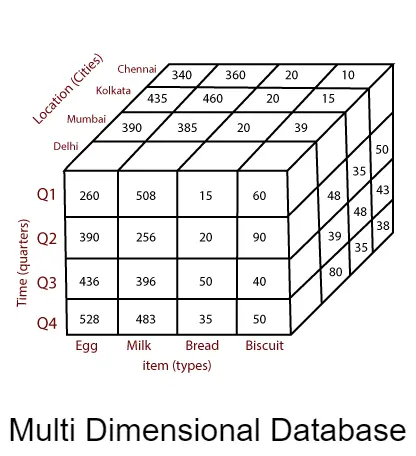 Location (Cities)
Chennai 340 360 20 10
Kolkata 435 460 20 15
Mumbai 390 385 20 39
Delhi
50
35
Q1 260 508 15 60 48 43
48 38
Q2 390 256 20 90 39 35
Time (quarters)
Q3 436 396 50 40 80
Q4 528 483 35 50
Egg Milk Bread Biscuit
item (types)
Multi Dimensional Database